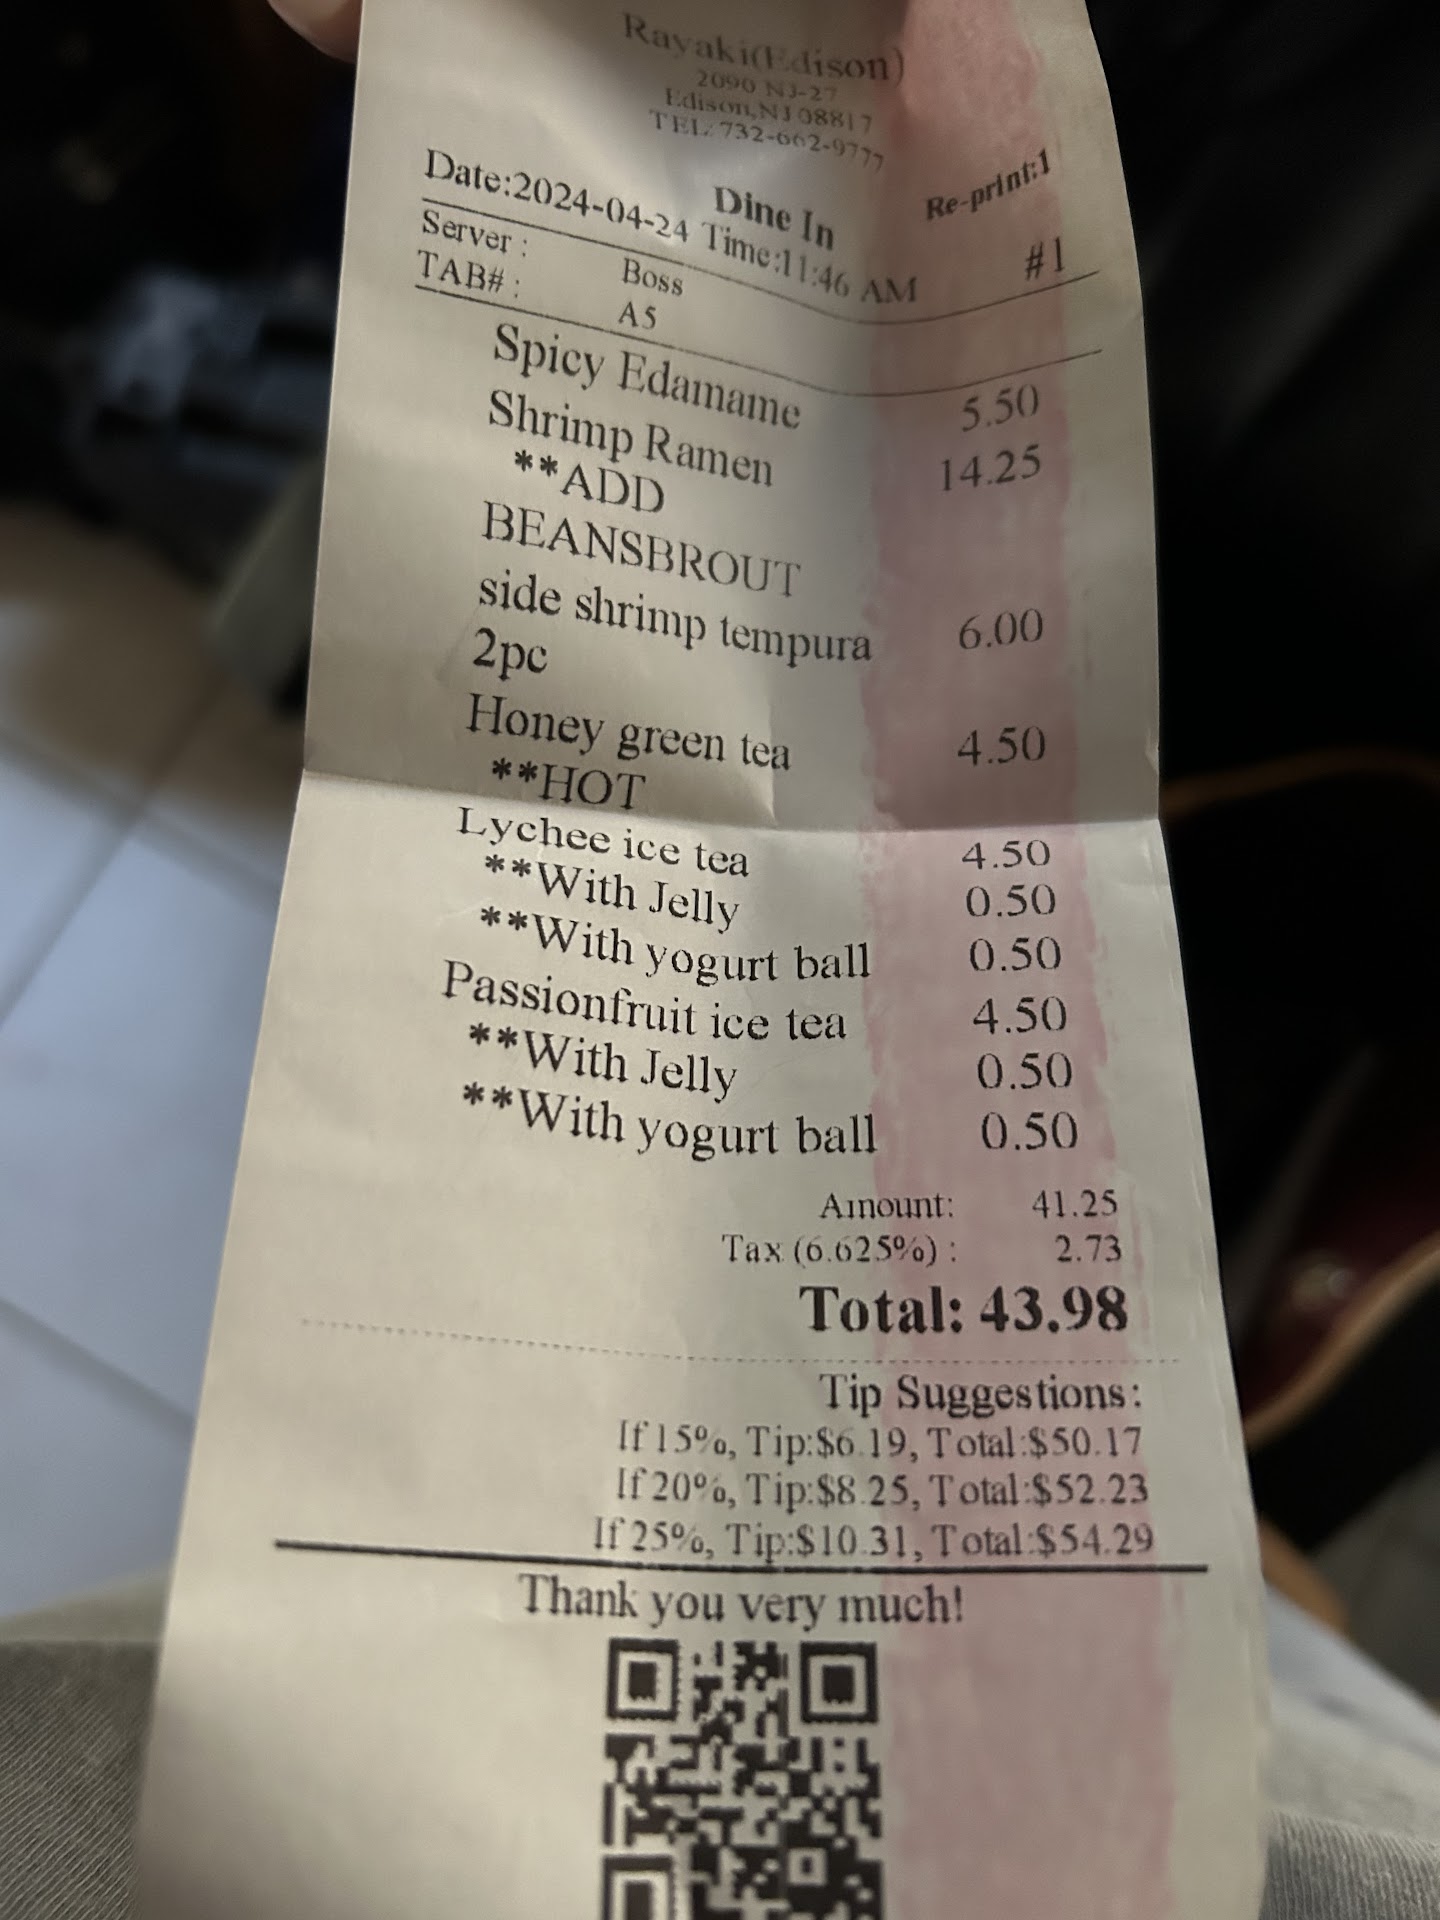 Rayaki(Edison)
2090 NJ-27
Edison,NJ 08817
TEL: 732-662-9777
Dine In
Re-print:1
Date:2024-04-24 Time:11:46 AM #1
Server : Boss
TAB# : A5
Spicy Edamame 5.50
Shrimp Ramen 14.25
**ADD
BEANSBROUT
side shrimp tempura 6.00
2pc
Honey green tea 4.50
**HOT
Lychee ice tea 4.50
**With Jelly 0.50
**With yogurt ball 0.50
Passionfruit ice tea 4.50
**With Jelly 0.50
**With yogurt ball 0.50
Amount: 41.25
Tax (6.625%) : 2.73
Total: 43.98
Tip Suggestions:
If 15%, Tip:$6.19, Total:$50.17
If 20%, Tip:$8.25, Total:$52.23
If 25%, Tip:$10.31, Total:$54.29
Thank you very much!